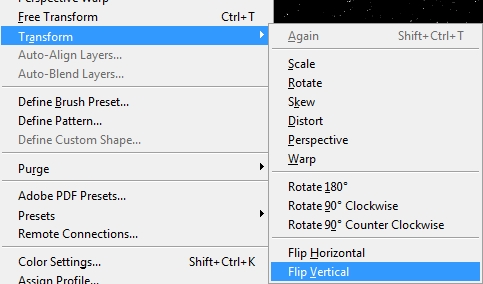 Perspective Warp
Free Transform Ctrl+T
Transform
Auto-Align Layers...
Auto-Blend Layers...
Define Brush Preset...
Define Pattern...
Define Custom Shape...
Purge
Adobe PDF Presets...
Presets
Remote Connections...
Color Settings... Shift+Ctrl+K
Assign Profile...
Again Shift+Ctrl+T
Scale
Rotate
Skew
Distort
Perspective
Warp
Rotate 180°
Rotate 90° Clockwise
Rotate 90° Counter Clockwise
Flip Horizontal
Flip Vertical